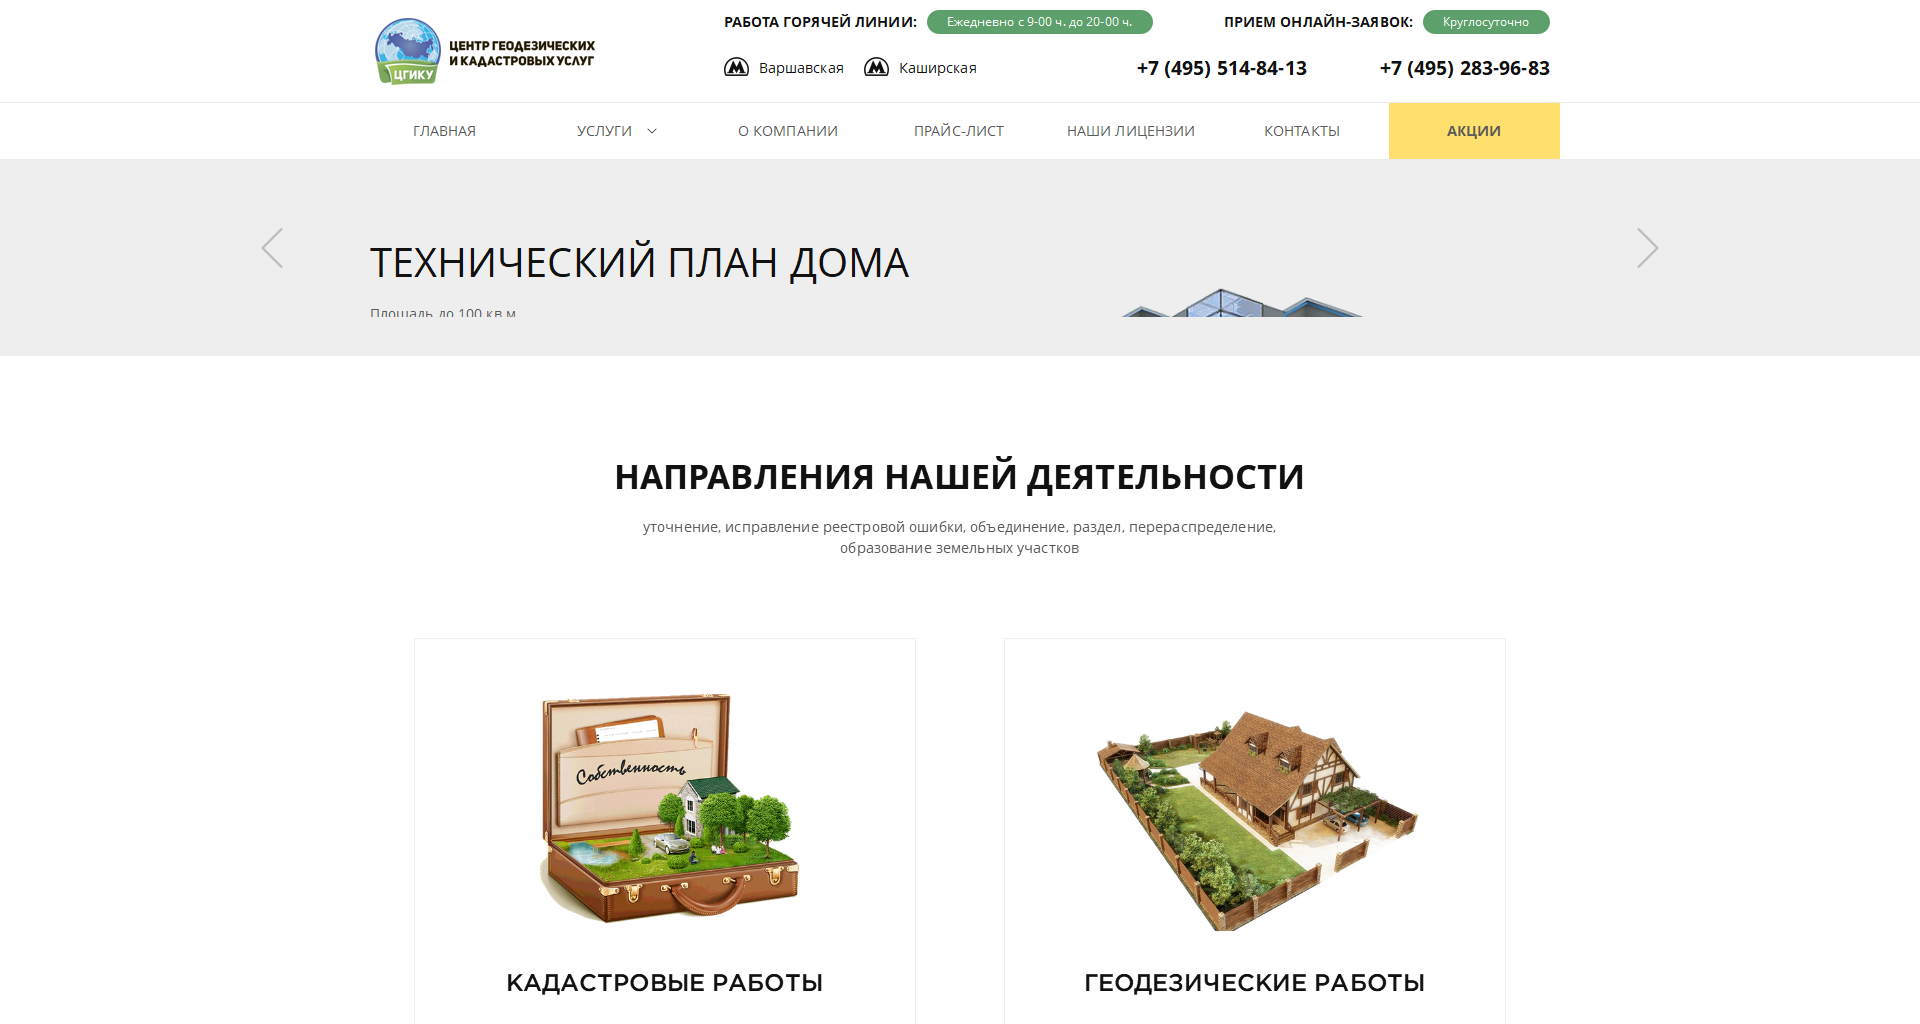 ЦГИКУ
ЦЕНТР ГЕОДЕЗИЧЕСКИХ
И КАДАСТРОВЫХ УСЛУГ
РАБОТА ГОРЯЧЕЙ ЛИНИИ: Ежедневно с 9-00 ч. до 20-00 ч.
ПРИЕМ ОНЛАЙН-ЗАЯВОК: Круглосуточно
Варшавская Каширская
+7 (495) 514-84-13 +7 (495) 283-96-83
ГЛАВНАЯ УСЛУГИ О КОМПАНИИ ПРАЙС-ЛИСТ НАШИ ЛИЦЕНЗИИ КОНТАКТЫ АКЦИИ
ТЕХНИЧЕСКИЙ ПЛАН ДОМА
Площадь до 100 кв.м
НАПРАВЛЕНИЯ НАШЕЙ ДЕЯТЕЛЬНОСТИ
уточнение, исправление реестровой ошибки, объединение, раздел, перераспределение,
образование земельных участков
Собственность
КАДАСТРОВЫЕ РАБОТЫ
ГЕОДЕЗИЧЕСКИЕ РАБОТЫ